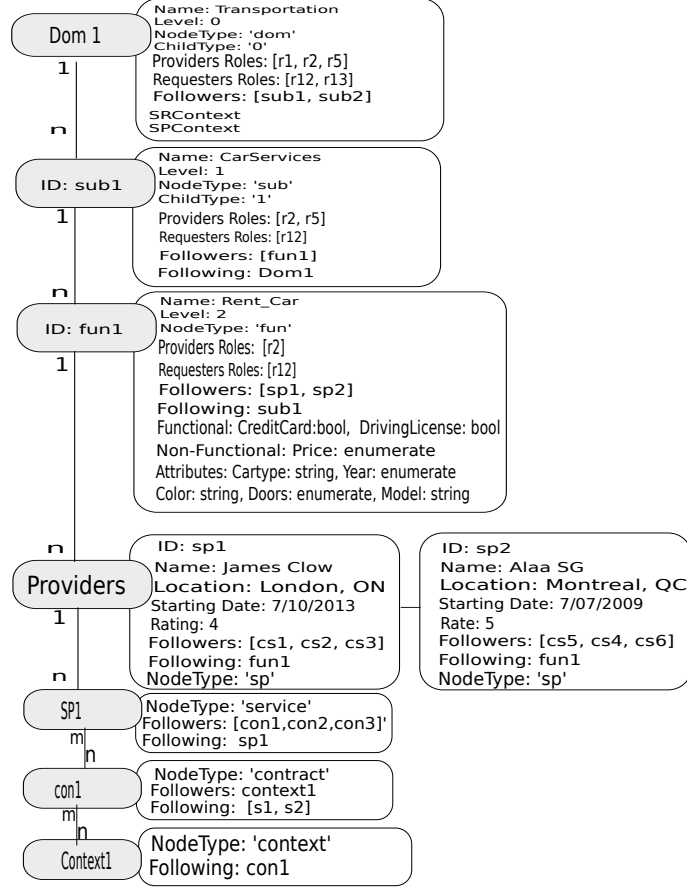 Dom 1
Name: Transportation
Level: 0
NodeType: 'dom'
ChildType: '0'
Providers Roles: [r1, r2, r5]
Requesters Roles: [r12, r13]
Followers: [sub1, sub2]
SRContext
SPContext
1
n
ID: sub1
Name: CarServices
Level: 1
NodeType: 'sub'
ChildType: '1'
Providers Roles: [r2, r5]
Requesters Roles: [r12]
Followers: [fun1]
Following: Dom1
1
n
ID: fun1
Name: Rent_Car
Level: 2
NodeType: 'fun'
Providers Roles: [r2]
Requesters Roles: [r12]
Followers: [sp1, sp2]
Following: sub1
Functional: CreditCard:bool, DrivingLicense: bool
Non-Functional: Price: enumerate
Attributes: Cartype: string, Year: enumerate
Color: string, Doors: enumerate, Model: string
1
n
Providers
ID: sp1
Name: James Clow
Location: London, ON
Starting Date: 7/10/2013
Rating: 4
Followers: [cs1, cs2, cs3]
Following: fun1
NodeType: 'sp'
ID: sp2
Name: Alaa SG
Location: Montreal, QC
Starting Date: 7/07/2009
Rate: 5
Followers: [cs5, cs4, cs6]
Following: fun1
NodeType: 'sp'
1
n
SP1
NodeType: 'service'
Followers: [con1,con2,con3]'
Following: sp1
m
n
con1
NodeType: 'contract'
Followers: context1
Following: [s1, s2]
m
n
Context1
NodeType: 'context'
Following: con1